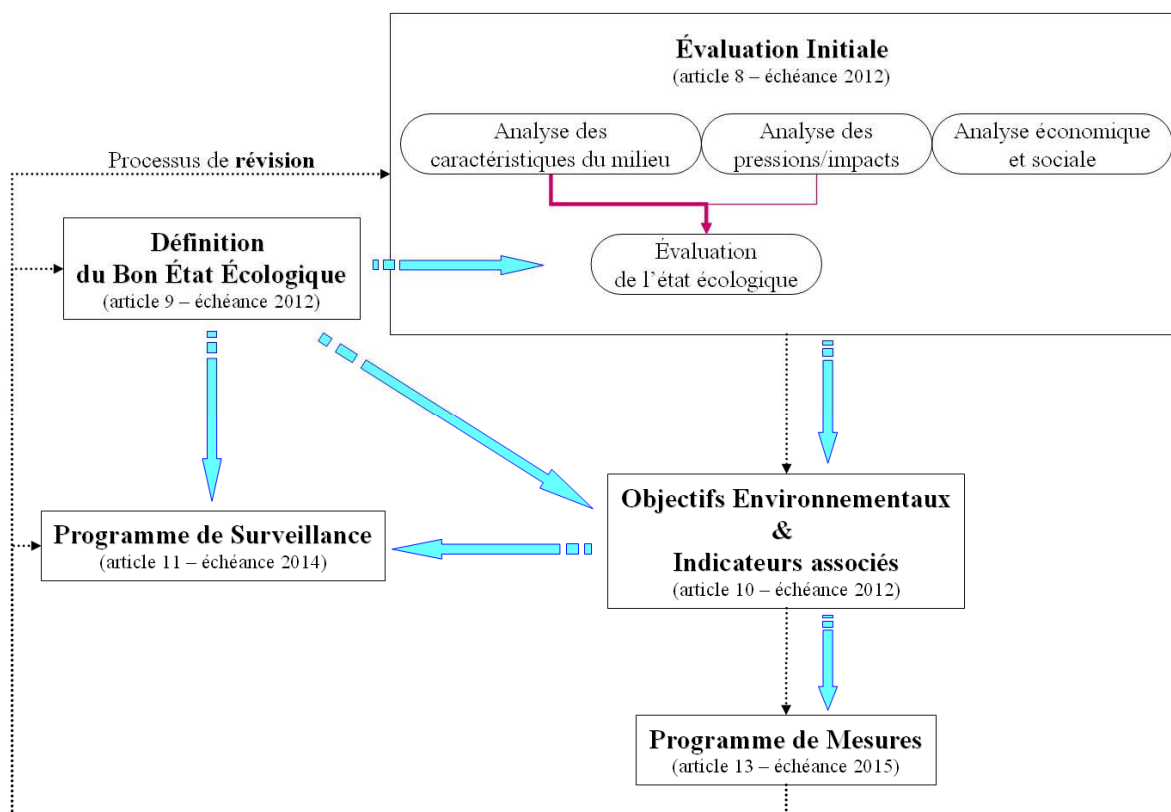 Évaluation Initiale
(article 8 – échéance 2012)
Analyse des
caractéristiques du milieu
Analyse des
pressions/impacts
Analyse économique
et sociale
Processus de révision
Définition
du Bon État Écologique
(article 9 – échéance 2012)
Évaluation
de l'état écologique
Objectifs Environnementaux
&
Indicateurs associés
(article 10 – échéance 2012)
Programme de Surveillance
(article 11 – échéance 2014)
Programme de Mesures
(article 13 – échéance 2015)